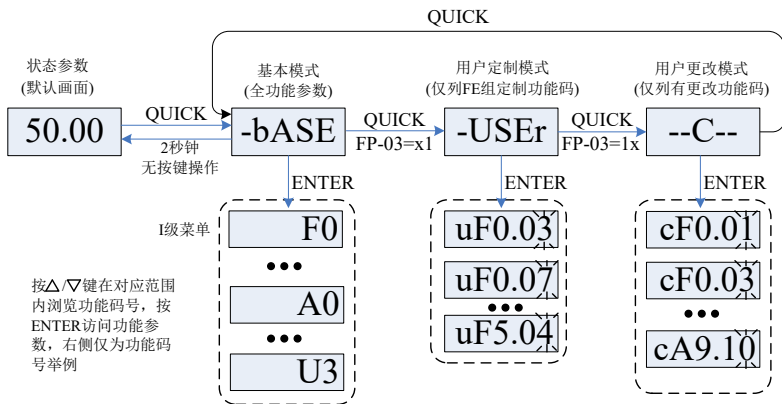 QUICK
状态参数
(默认画面)
基本模式
(全功能参数)
用户定制模式
(仅列FE组定制功能码)
用户更改模式
(仅列有更改功能码)
50.00
QUICK
2秒钟
无按键操作
-bASE
QUICK
FP-03=x1
-USEr
QUICK
FP-03=1x
--C--
ENTER
ENTER
ENTER
I级菜单
F0
•••
A0
•••
U3
uF0.03
uF0.07
•••
uF5.04
cF0.01
cF0.03
•••
cA9.10
按△/▽键在对应范围
内浏览功能码号，按
ENTER访问功能参
数，右侧仅为功能码
号举例